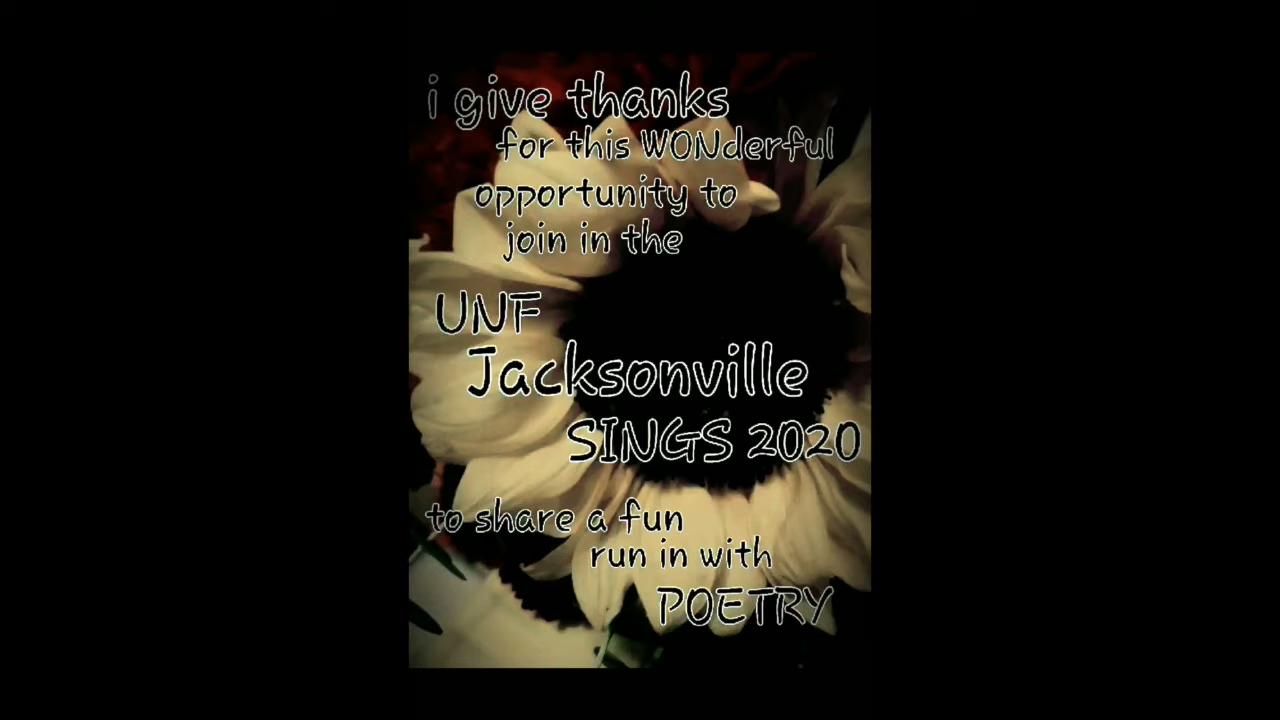 i give thanks
for this WONderful
opportunity to
join in the
UNF
Jacksonville
SINGS 2020
to share a fun
run in with
POETRY